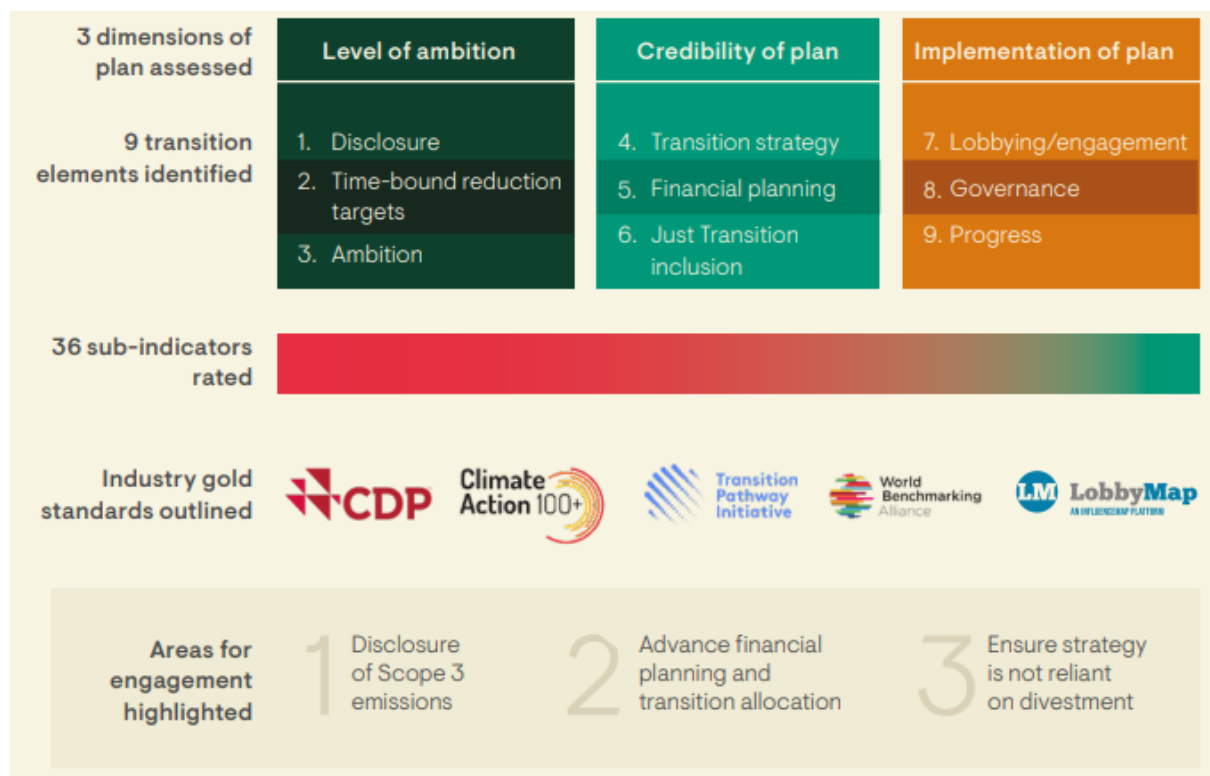 3 dimensions of
plan assessed
Level of ambition
Credibility of plan
Implementation of plan
9 transition
elements identified
1. Disclosure
2. Time-bound reduction
targets
3. Ambition
4. Transition strategy
5. Financial planning
6. Just Transition
inclusion
7. Lobbying/engagement
8. Governance
9. Progress
36 sub-indicators
rated
Industry gold
standards outlined
CDP
Climate
Action 100+
Transition
Pathway
Initiative
World
Benchmarking
Alliance
LM LobbyMap
AN INFLUENCEMAP PLATFORM
Areas for
engagement
highlighted
1
Disclosure
of Scope 3
emissions
2
Advance financial
planning and
transition allocation
3
Ensure strategy
is not reliant
on divestment